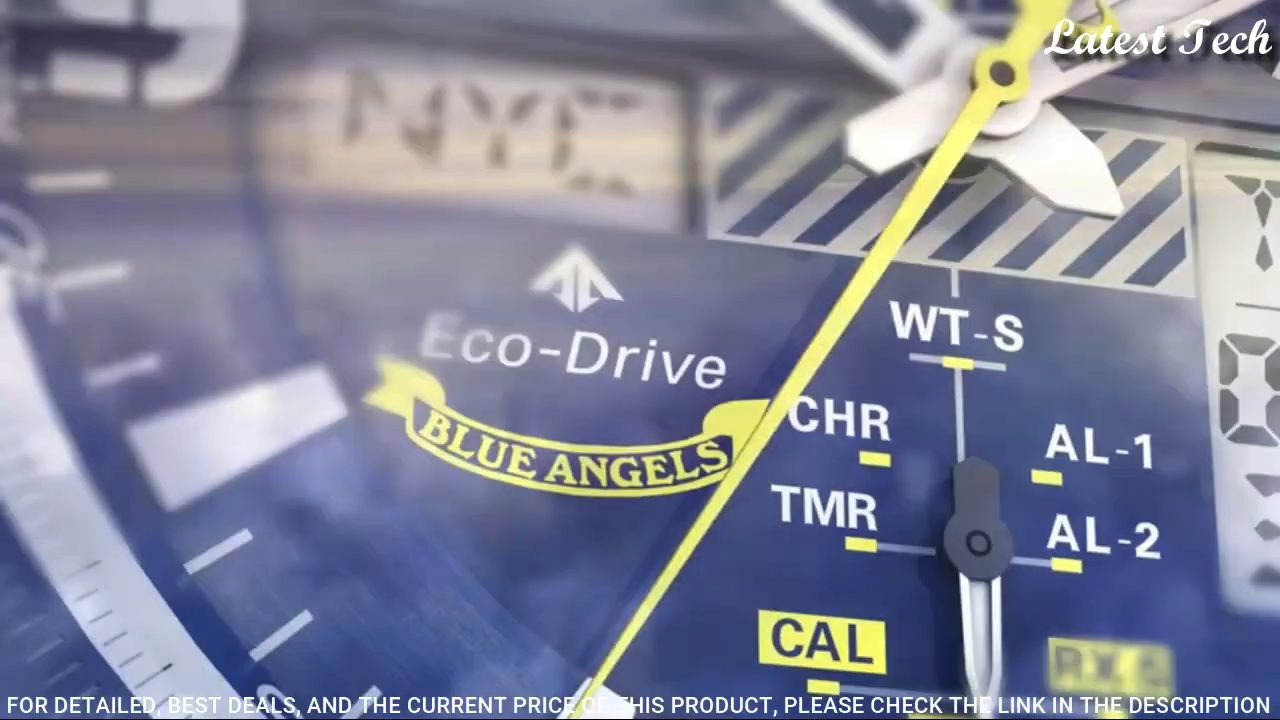 Latest Tech
NYC
Eco-Drive
BLUE ANGELS
WT-S
CHR
AL-1
TMR
AL-2
CAL
FOR DETAILED, BEST DEALS, AND THE CURRENT PRICE OF THIS PRODUCT, PLEASE CHECK THE LINK IN THE DESCRIPTION